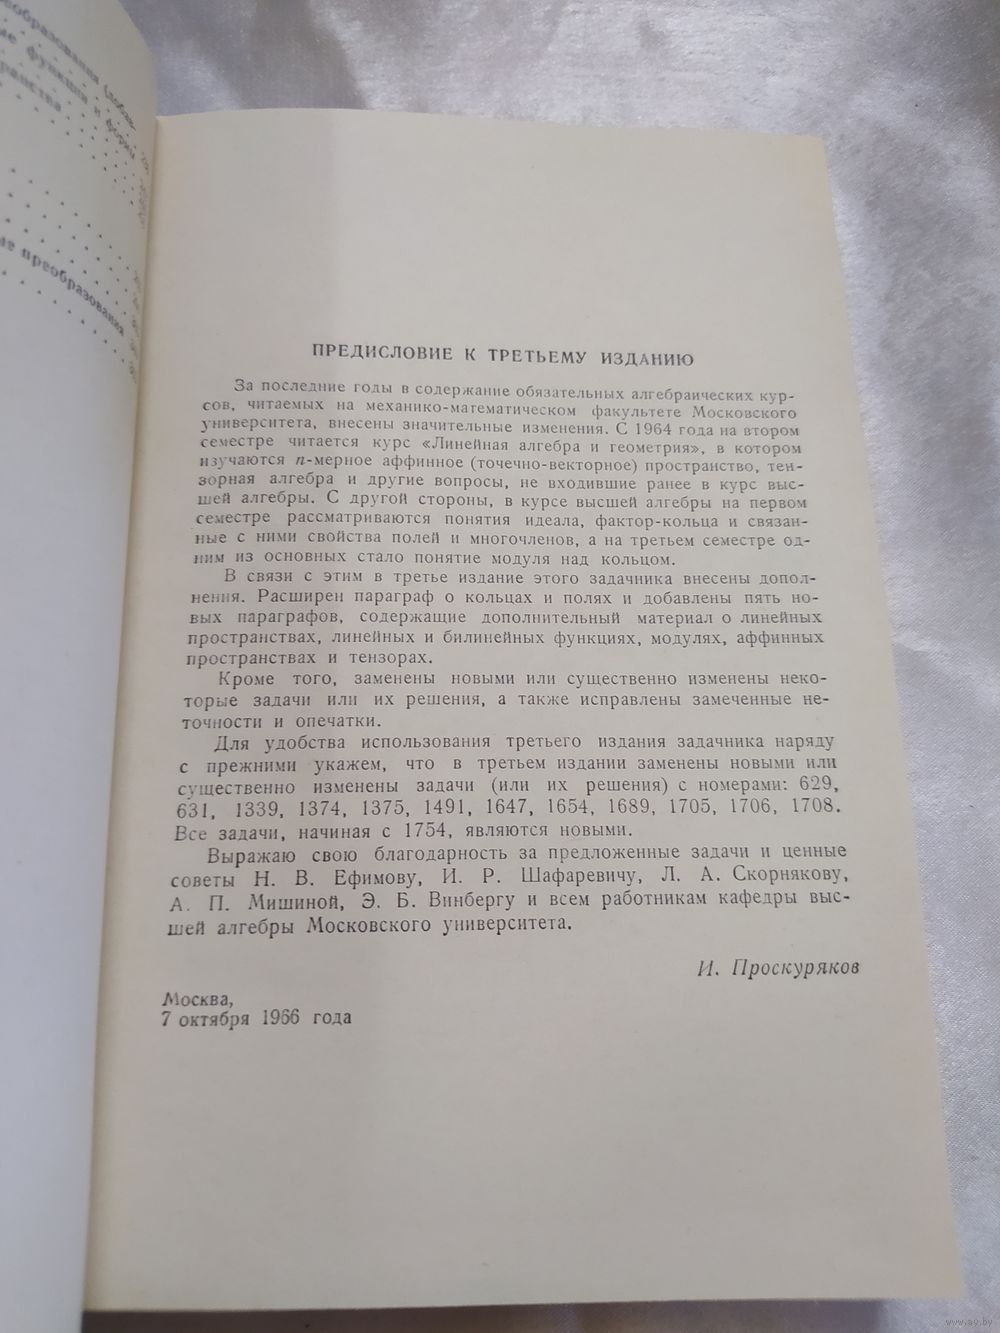 преобразования
ПРЕДИСЛОВИЕ К ТРЕТЬЕМУ ИЗДАНИЮ
За последние годы в содержание обязательных алгебраических кур-
сов, читаемых на механико-математическом факультете Московского
университета, внесены значительные изменения. С 1964 года на втором
семестре читается курс «Линейная алгебра и геометрия», в котором
изучаются n-мерное аффинное (точечно-векторное) пространство, тен-
зорная алгебра и другие вопросы, не входившие ранее в курс выс-
шей алгебры. С другой стороны, в курсе высшей алгебры на первом
семестре рассматриваются понятия идеала, фактор-кольца и связан-
ные с ними свойства полей и многочленов, а на третьем семестре од-
ним из основных стало понятие модуля над кольцом.
В связи с этим в третье издание этого задачника внесены допол-
нения. Расширен параграф о кольцах и полях и добавлены пять но-
вых параграфов, содержащие дополнительный материал о линейных
пространствах, линейных и билинейных функциях, модулях, аффинных
пространствах и тензорах.
Кроме того, заменены новыми или существенно изменены неко-
торые задачи или их решения, а также исправлены замеченные не-
точности и опечатки.
Для удобства использования третьего издания задачника наряду
с прежними укажем, что в третьем издании заменены новыми или
существенно изменены задачи (или их решения) с номерами: 629,
631, 1339, 1374, 1375, 1491, 1647, 1654, 1689, 1705, 1706, 1708.
Все задачи, начиная с 1754, являются новыми.
Выражаю свою благодарность за предложенные задачи и ценные
советы Н. В. Ефимову, И. Р. Шафаревичу, Л. А. Скорнякову,
А. П. Мишиной, Э. Б. Винбергу и всем работникам кафедры выс-
шей алгебры Московского университета.
И. Проскуряков
Москва,
7 октября 1966 года
www.ay.by